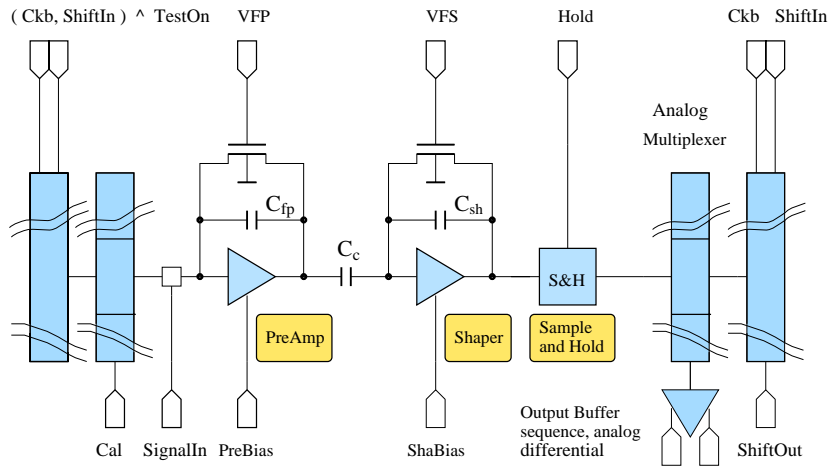 ( Ckb, ShiftIn ) ^ TestOn
VFP
VFS
Hold
Ckb ShiftIn
Analog
Multiplexer
Cfp
Csh
Cc
S&H
PreAmp
Shaper
Sample
and Hold
Cal
SignalIn
PreBias
ShaBias
Output Buffer
sequence, analog
differential
ShiftOut